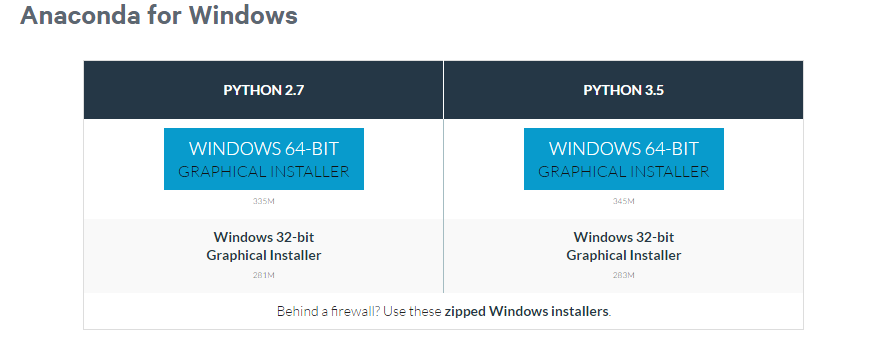 Anaconda for Windows
PYTHON 2.7
PYTHON 3.5
WINDOWS 64-BIT
GRAPHICAL INSTALLER
335M
WINDOWS 64-BIT
GRAPHICAL INSTALLER
345M
Windows 32-bit
Graphical Installer
281M
Windows 32-bit
Graphical Installer
283M
Behind a firewall? Use these zipped Windows installers.